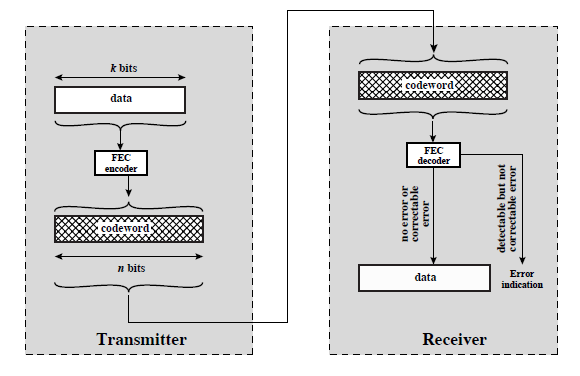 k bits
data
FEC
encoder
codeword
n bits
Transmitter
codeword
FEC
decoder
no error or
correctable
error
detectable but not
correctable error
data
Error
indication
Receiver